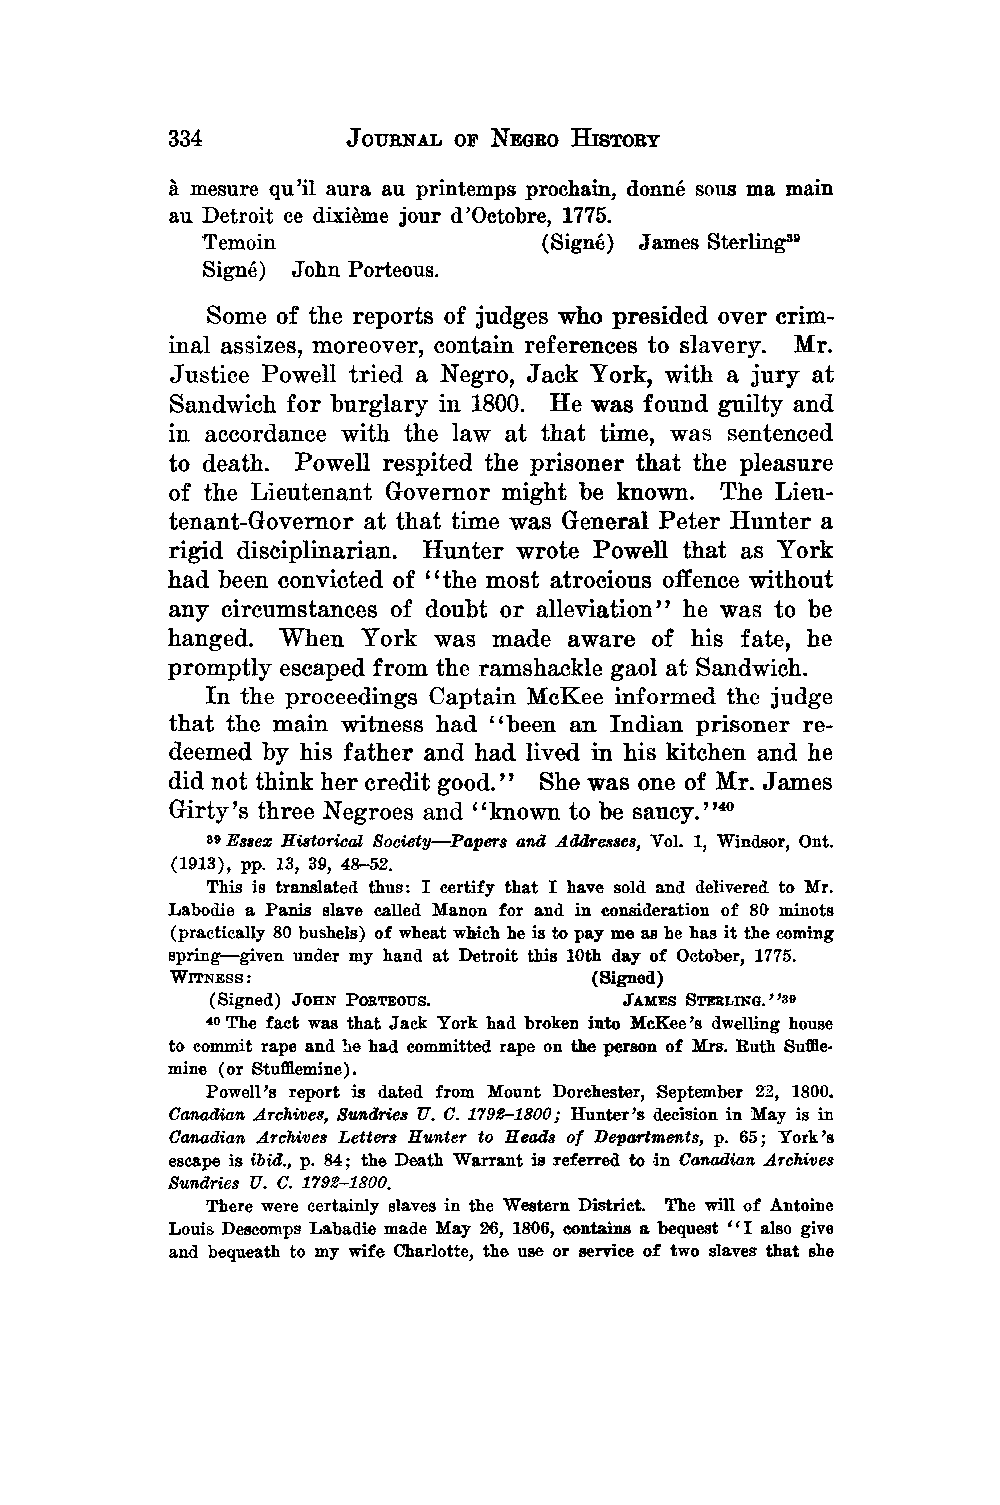 334 JOURNAL OF NEGRO HISTORY
à mesure qu'il aura au printemps prochain, donné sous ma main
au Detroit ce dixième jour d'Octobre, 1775.
Temoin (Signé) James Sterling³⁹
Signé) John Porteous.
Some of the reports of judges who presided over crim-
inal assizes, moreover, contain references to slavery. Mr.
Justice Powell tried a Negro, Jack York, with a jury at
Sandwich for burglary in 1800. He was found guilty and
in accordance with the law at that time, was sentenced
to death. Powell respited the prisoner that the pleasure
of the Lieutenant Governor might be known. The Lieu-
tenant-Governor at that time was General Peter Hunter a
rigid disciplinarian. Hunter wrote Powell that as York
had been convicted of "the most atrocious offence without
any circumstances of doubt or alleviation" he was to be
hanged. When York was made aware of his fate, he
promptly escaped from the ramshackle gaol at Sandwich.
In the proceedings Captain McKee informed the judge
that the main witness had "been an Indian prisoner re-
deemed by his father and had lived in his kitchen and he
did not think her credit good." She was one of Mr. James
Girty's three Negroes and "known to be saucy."⁴⁰
³⁹ Essex Historical Society—Papers and Addresses, Vol. 1, Windsor, Ont.
(1913), pp. 13, 39, 48–52.
This is translated thus: I certify that I have sold and delivered to Mr.
Labodie a Panis slave called Manon for and in consideration of 80 minots
(practically 80 bushels) of wheat which he is to pay me as he has it the coming
spring—given under my hand at Detroit this 10th day of October, 1775.
WITNESS: (Signed)
(Signed) JOHN PORTEOUS. JAMES STERLING."³⁹
⁴⁰ The fact was that Jack York had broken into McKee's dwelling house
to commit rape and he had committed rape on the person of Mrs. Ruth Suffle-
mine (or Stufflemine).
Powell's report is dated from Mount Dorchester, September 22, 1800.
Canadian Archives, Sundries U. C. 1792–1800; Hunter's decision in May is in
Canadian Archives Letters Hunter to Heads of Departments, p. 65; York's
escape is ibid., p. 84; the Death Warrant is referred to in Canadian Archives
Sundries U. C. 1792–1800.
There were certainly slaves in the Western District. The will of Antoine
Louis Descomps Labadie made May 26, 1806, contains a bequest "I also give
and bequeath to my wife Charlotte, the use or service of two slaves that she